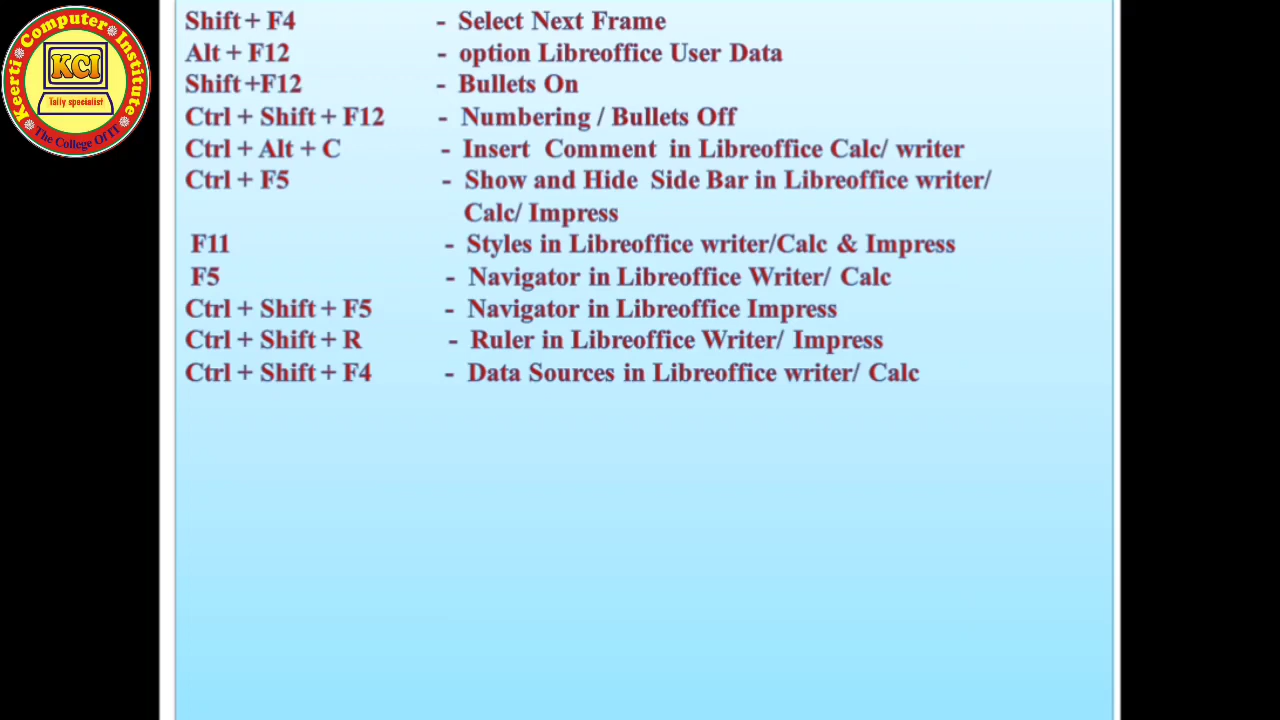 Keerti Computer Institute
KCI
Tally specialist
The College Of IT
Shift + F4 - Select Next Frame
Alt + F12 - option Libreoffice User Data
Shift +F12 - Bullets On
Ctrl + Shift + F12 - Numbering / Bullets Off
Ctrl + Alt + C - Insert Comment in Libreoffice Calc/ writer
Ctrl + F5 - Show and Hide Side Bar in Libreoffice writer/
Calc/ Impress
F11 - Styles in Libreoffice writer/Calc & Impress
F5 - Navigator in Libreoffice Writer/ Calc
Ctrl + Shift + F5 - Navigator in Libreoffice Impress
Ctrl + Shift + R - Ruler in Libreoffice Writer/ Impress
Ctrl + Shift + F4 - Data Sources in Libreoffice writer/ Calc